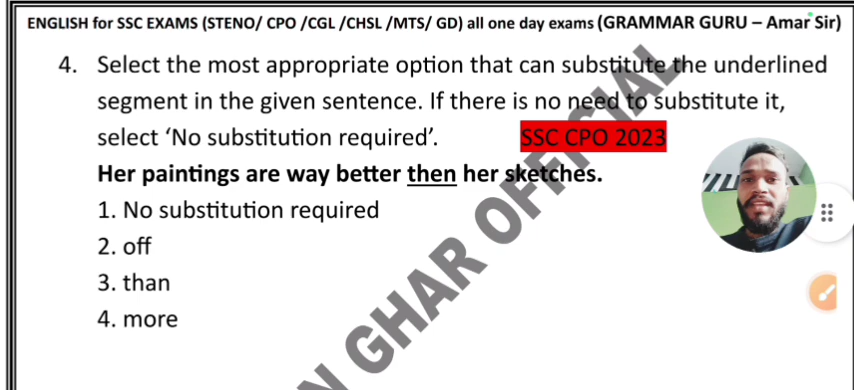 ENGLISH for SSC EXAMS (STENO/ CPO /CGL /CHSL /MTS/ GD) all one day exams (GRAMMAR GURU – Amar Sir)
4. Select the most appropriate option that can substitute the underlined
segment in the given sentence. If there is no need to substitute it,
select ‘No substitution required’. SSC CPO 2023
Her paintings are way better then her sketches.
1. No substitution required
2. off
3. than
4. more
N GHAR OFFICIAL